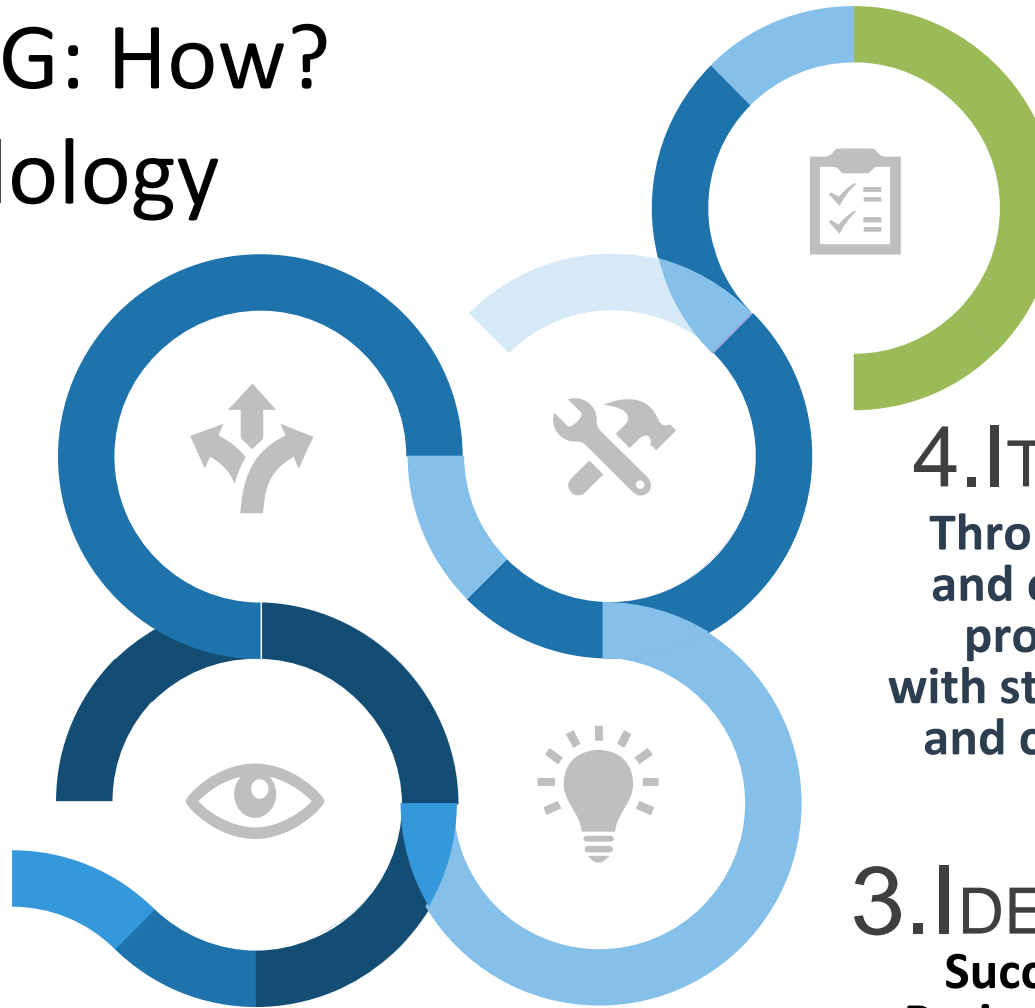 G: How?
lology
4.IT
Thro
and
pro
with st
and
3.IDE
Succ